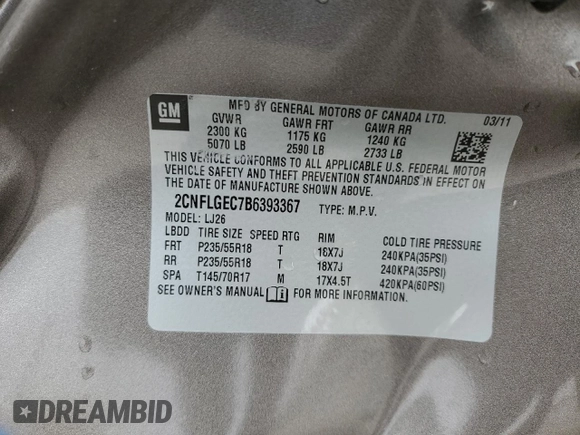 GM
MFD BY GENERAL MOTORS OF CANADA LTD.
03/11
GVWR GAWR FRT GAWR RR
2300 KG 1175 KG 1240 KG
5070 LB 2590 LB 2733 LB
THIS VEHICLE CONFORMS TO ALL APPLICABLE U.S. FEDERAL MOTOR
VEHICLE SAFETY AND THEFT PREVENTION STANDARDS IN EFFECT ON
THE DATE OF MANUFACTURE SHOWN ABOVE.
2CNFLGEC7B6393367 TYPE: M.P.V.
MODEL: LJ26
LBDD TIRE SIZE SPEED RTG RIM COLD TIRE PRESSURE
FRT P235/55R18 T 16X7J 240KPA(35PSI)
RR P235/55R18 T 18X7J 240KPA(35PSI)
SPA T145/70R17 M 17X4.5T 420KPA(60PSI)
SEE OWNER'S MANUAL FOR MORE INFORMATION.
DREAMBID